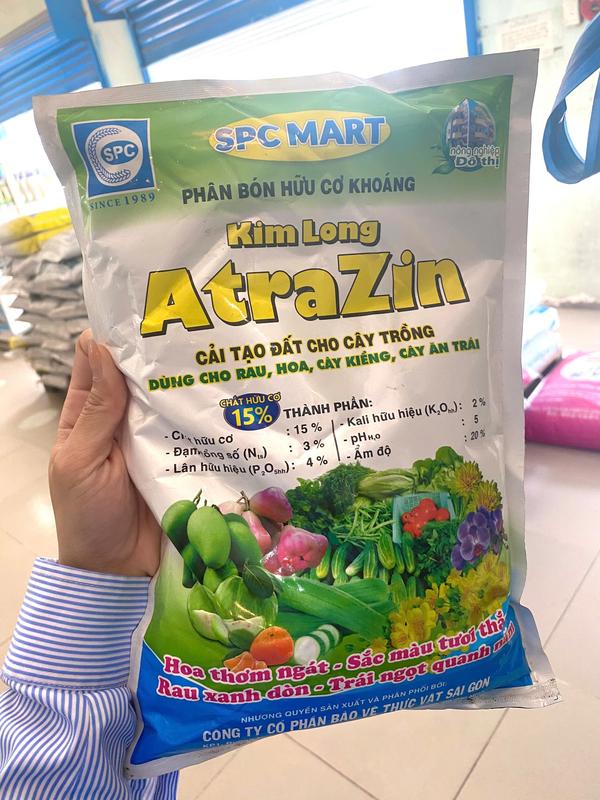 SPC
SINCE 1989
SPC MART
nông nghiệp
Đô thị
PHÂN BÓN HỮU CƠ KHOÁNG
Kim Long
AtraZin
CẢI TẠO ĐẤT CHO CÂY TRỒNG
DÙNG CHO RAU, HOA, CÂY KIỂNG, CÂY ĂN TRÁI
CHẤT HỮU CƠ
15%
THÀNH PHẦN:
- Chất hữu cơ : 15 %
- Đạm tổng số (Nts) : 3 %
- Lân hữu hiệu (P2O5hh) : 4 %
- Kali hữu hiệu (K2Ohh) : 2 %
- pHH2O : 5
- Ẩm độ : 20 %
Hoa thơm ngát - Sắc màu tươi thắ
Rau xanh dòn - Trái ngọt quanh năm
NHƯỢNG QUYỀN SẢN XUẤT VÀ PHÂN PHỐI BỞI:
CÔNG TY CỔ PHẦN BẢO VỆ THỰC VẬT SÀI GÒN